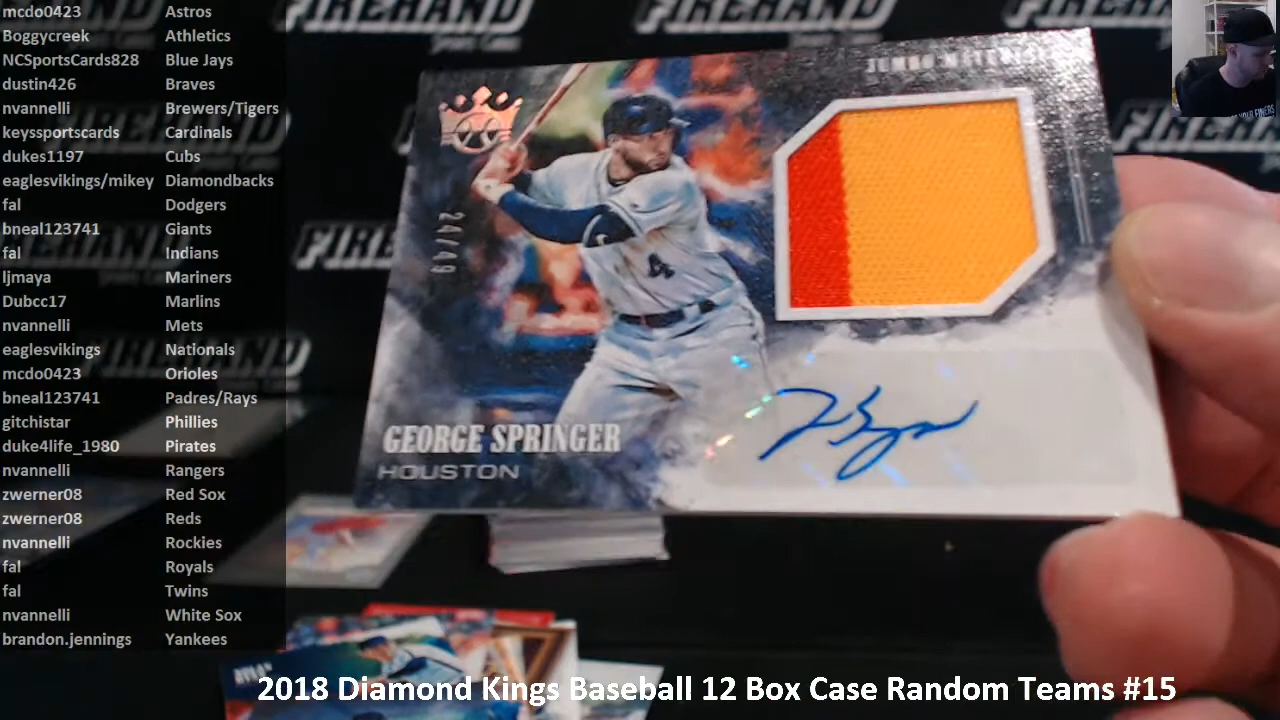 mcdo0423 Astros
Boggycreek Athletics
NCSportsCards828 Blue Jays
dustin426 Braves
nvannelli Brewers/Tigers
keyssportscards Cardinals
dukes1197 Cubs
eaglesvikings/mikey Diamondbacks
fal Dodgers
bneal123741 Giants
fal Indians
ljmaya Mariners
Dubcc17 Marlins
nvannelli Mets
eaglesvikings Nationals
mcdo0423 Orioles
bneal123741 Padres/Rays
gitchistar Phillies
duke4life_1980 Pirates
nvannelli Rangers
zwerner08 Red Sox
zwerner08 Reds
nvannelli Rockies
fal Royals
fal Twins
nvannelli White Sox
brandon.jennings Yankees
FIREHAND
FIREHAND
JUMBO
24/49
4
GEORGE SPRINGER
HOUSTON
2018 Diamond Kings Baseball 12 Box Case Random Teams #15